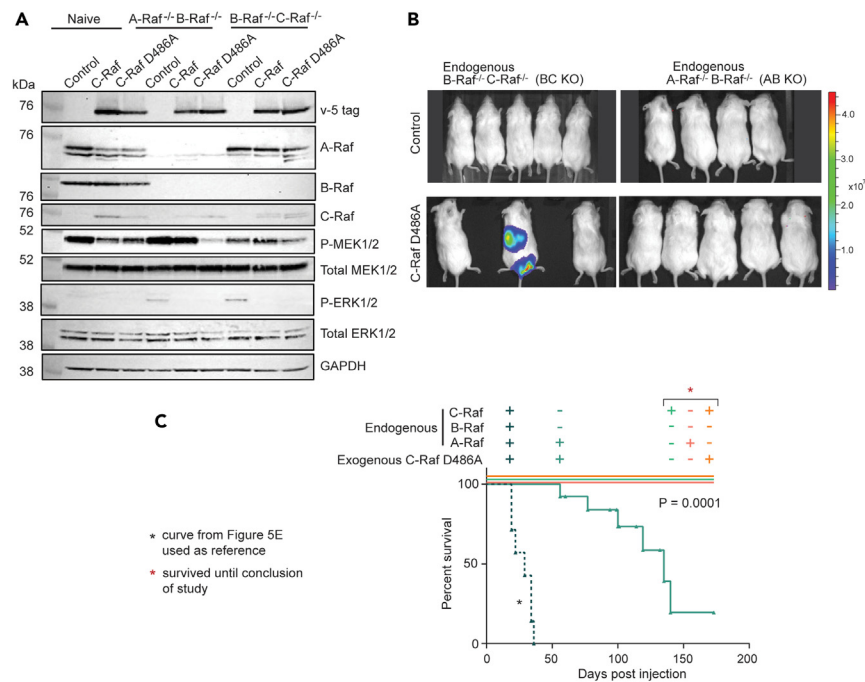 A
A-Raf-/-B-Raf-/- B-Raf-/-C-Raf-/-
Naive
Control C-Raf C-Raf D486A Control C-Raf C-Raf D486A Control C-Raf C-Raf D486A
kDa
76 v-5 tag
76 A-Raf
B-Raf
76
76 C-Raf
52 P-MEK1/2
52 Total MEK1/2
P-ERK1/2
38
Total ERK1/2
38
38 GAPDH
B
Endogenous
B-Raf-/- C-Raf-/- (BC KO)
Endogenous
A-Raf-/- B-Raf-/- (AB KO)
Control
C-Raf D486A
4.0
3.0
x10¹
2.0
1.0
C
*
C-Raf + - + - +
Endogenous B-Raf + - - - -
A-Raf + + - + -
Exogenous C-Raf D486A + +
* curve from Figure 5E
used as reference
* survived until conclusion
of study
Percent survival
100
50
0
P = 0.0001
*
0 50 100 150 200
Days post injection